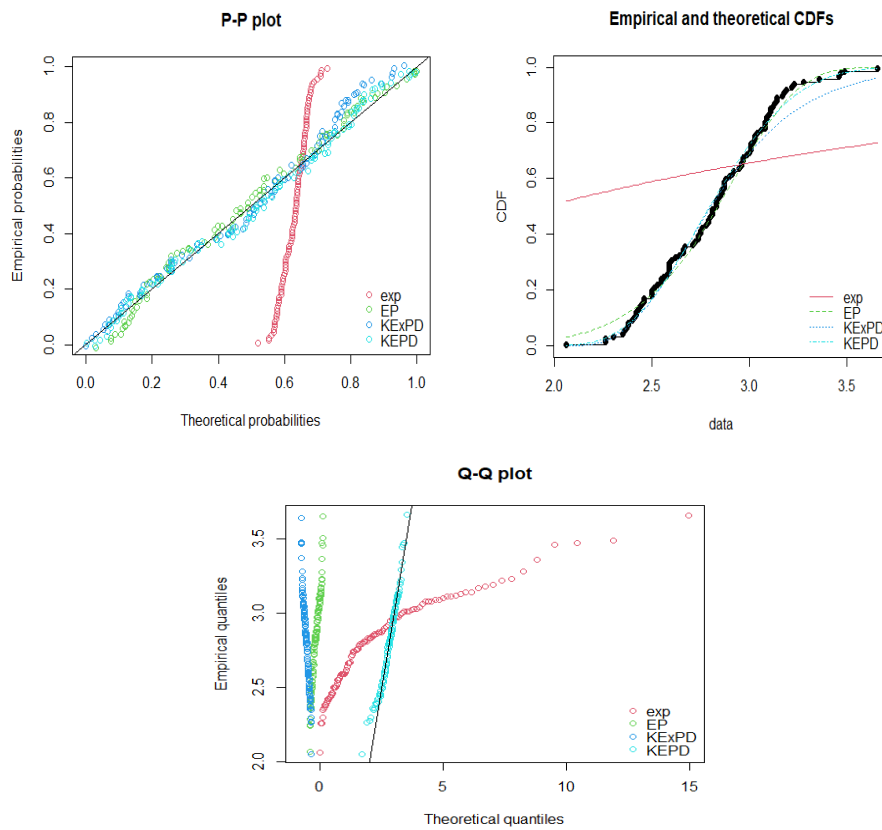 P-P plot
Empirical probabilities
0.0 0.2 0.4 0.6 0.8 1.0
exp
EP
KExPD
KEPD
0.0 0.2 0.4 0.6 0.8 1.0
Theoretical probabilities
Empirical and theoretical CDFs
CDF
0.0 0.2 0.4 0.6 0.8 1.0
exp
EP
KExPD
KEPD
2.0 2.5 3.0 3.5
data
Q-Q plot
Empirical quantiles
2.0 2.5 3.0 3.5
exp
EP
KExPD
KEPD
0 5 10 15
Theoretical quantiles